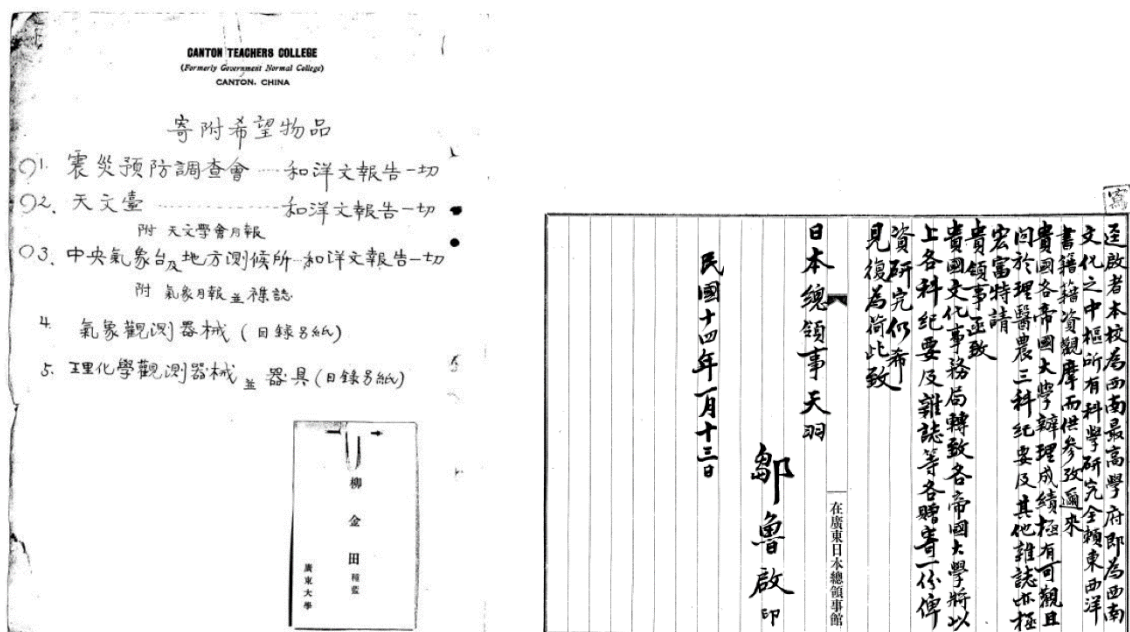 CANTON TEACHERS COLLEGE
(Formerly Government Normal College)
CANTON, CHINA
寄附希望物品
1. 震災預防調查會……和洋文報告一切
2. 天文臺…………和洋文報告一切
附 天文學會月報
3. 中央氣象台及地方測候所…和洋文報告一切
附 氣象月報並雜誌
4. 氣象觀測器械(目錄另紙)
5. 理化學觀測器械並器具(目錄另紙)
柳金田
廣東大學
寫
逕啟者本校為西南最高學府即為西南
文化之中樞所有科學研究全賴東西洋
書籍籍資觀摩而供參攷邇來
貴國各帝國大學辦理成績極有可觀且
關於理醫農三科紀要及其他雜誌亦極
宏富特請
貴領事函致
貴國文化事務局轉致各帝國大學將以
上各科紀要及雜誌等各贈寄一份俾
資研究仍希
見復為荷此致
日本總領事天羽
鄒魯啟印
民國十四年一月十三日
在廣東日本總領事館